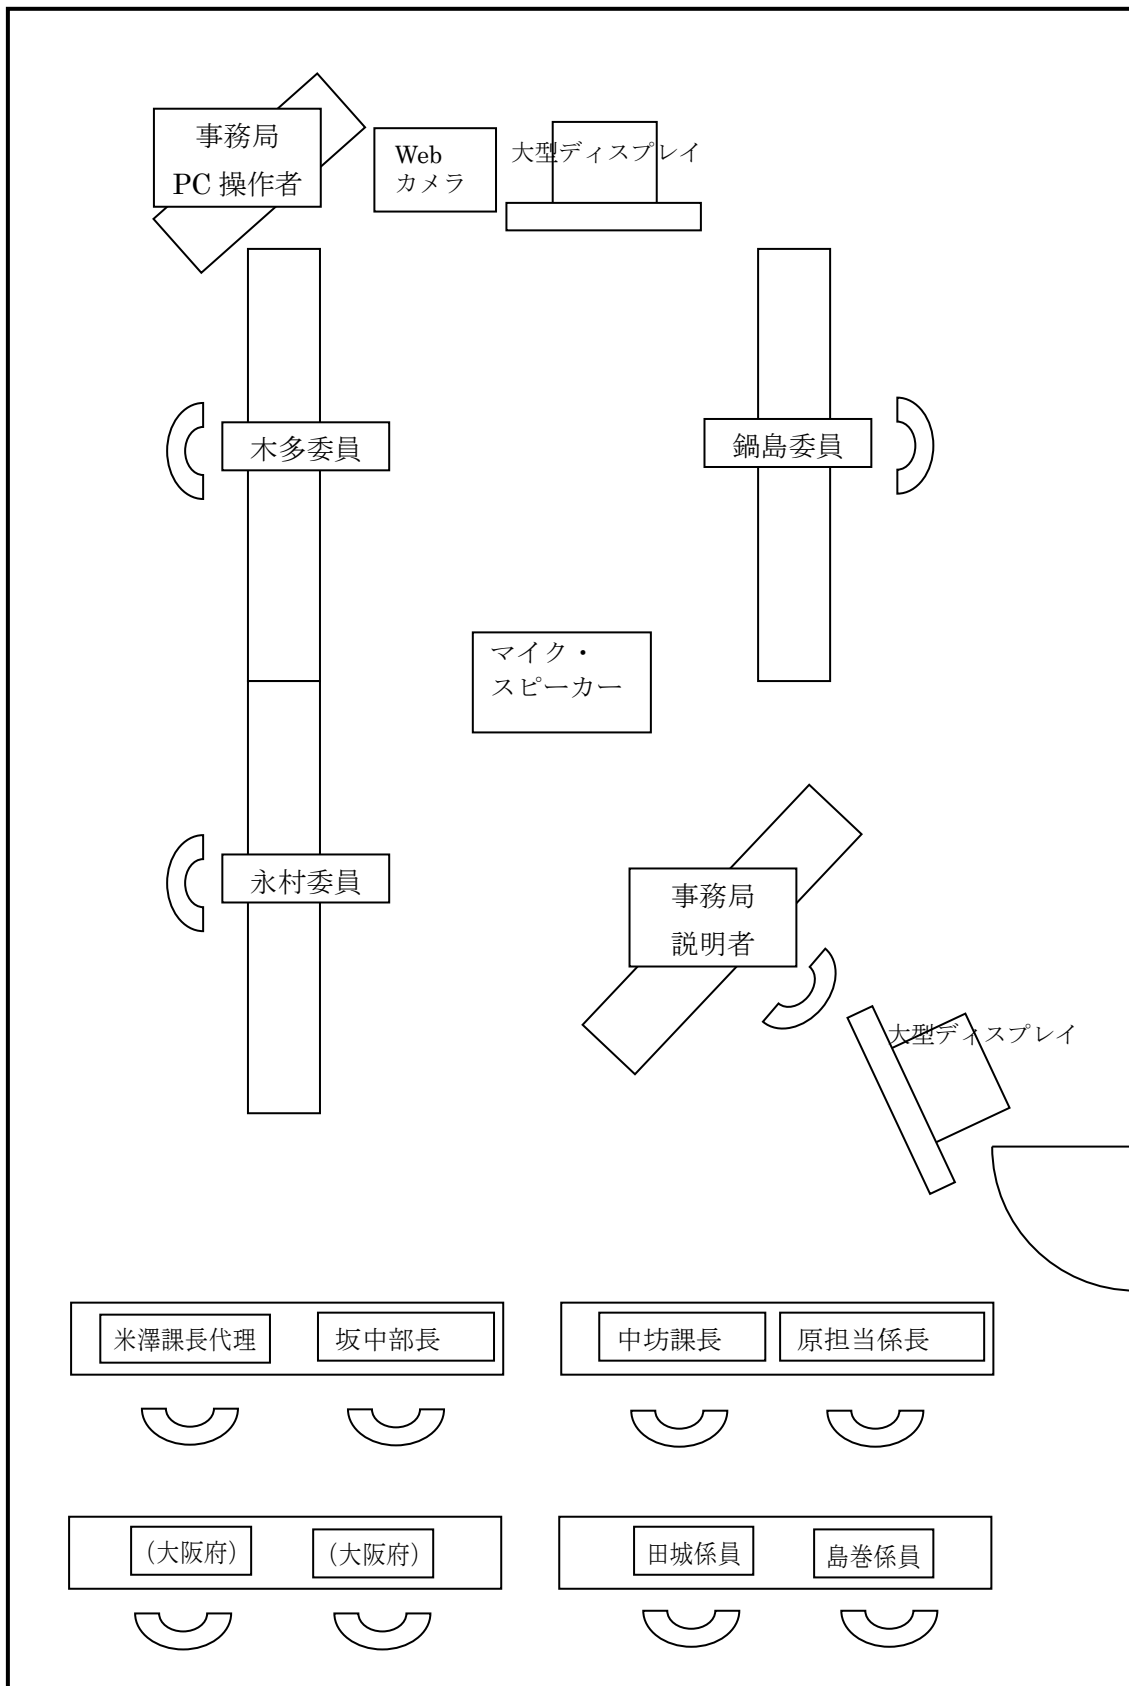 事務局
PC 操作者
Web
カメラ
大型ディスプレイ
木多委員
鍋島委員
マイク・
スピーカー
永村委員
事務局
説明者
大型ディスプレイ
米澤課長代理
坂中部長
中坊課長
原担当係長
（大阪府）
（大阪府）
田城係員
島巻係員